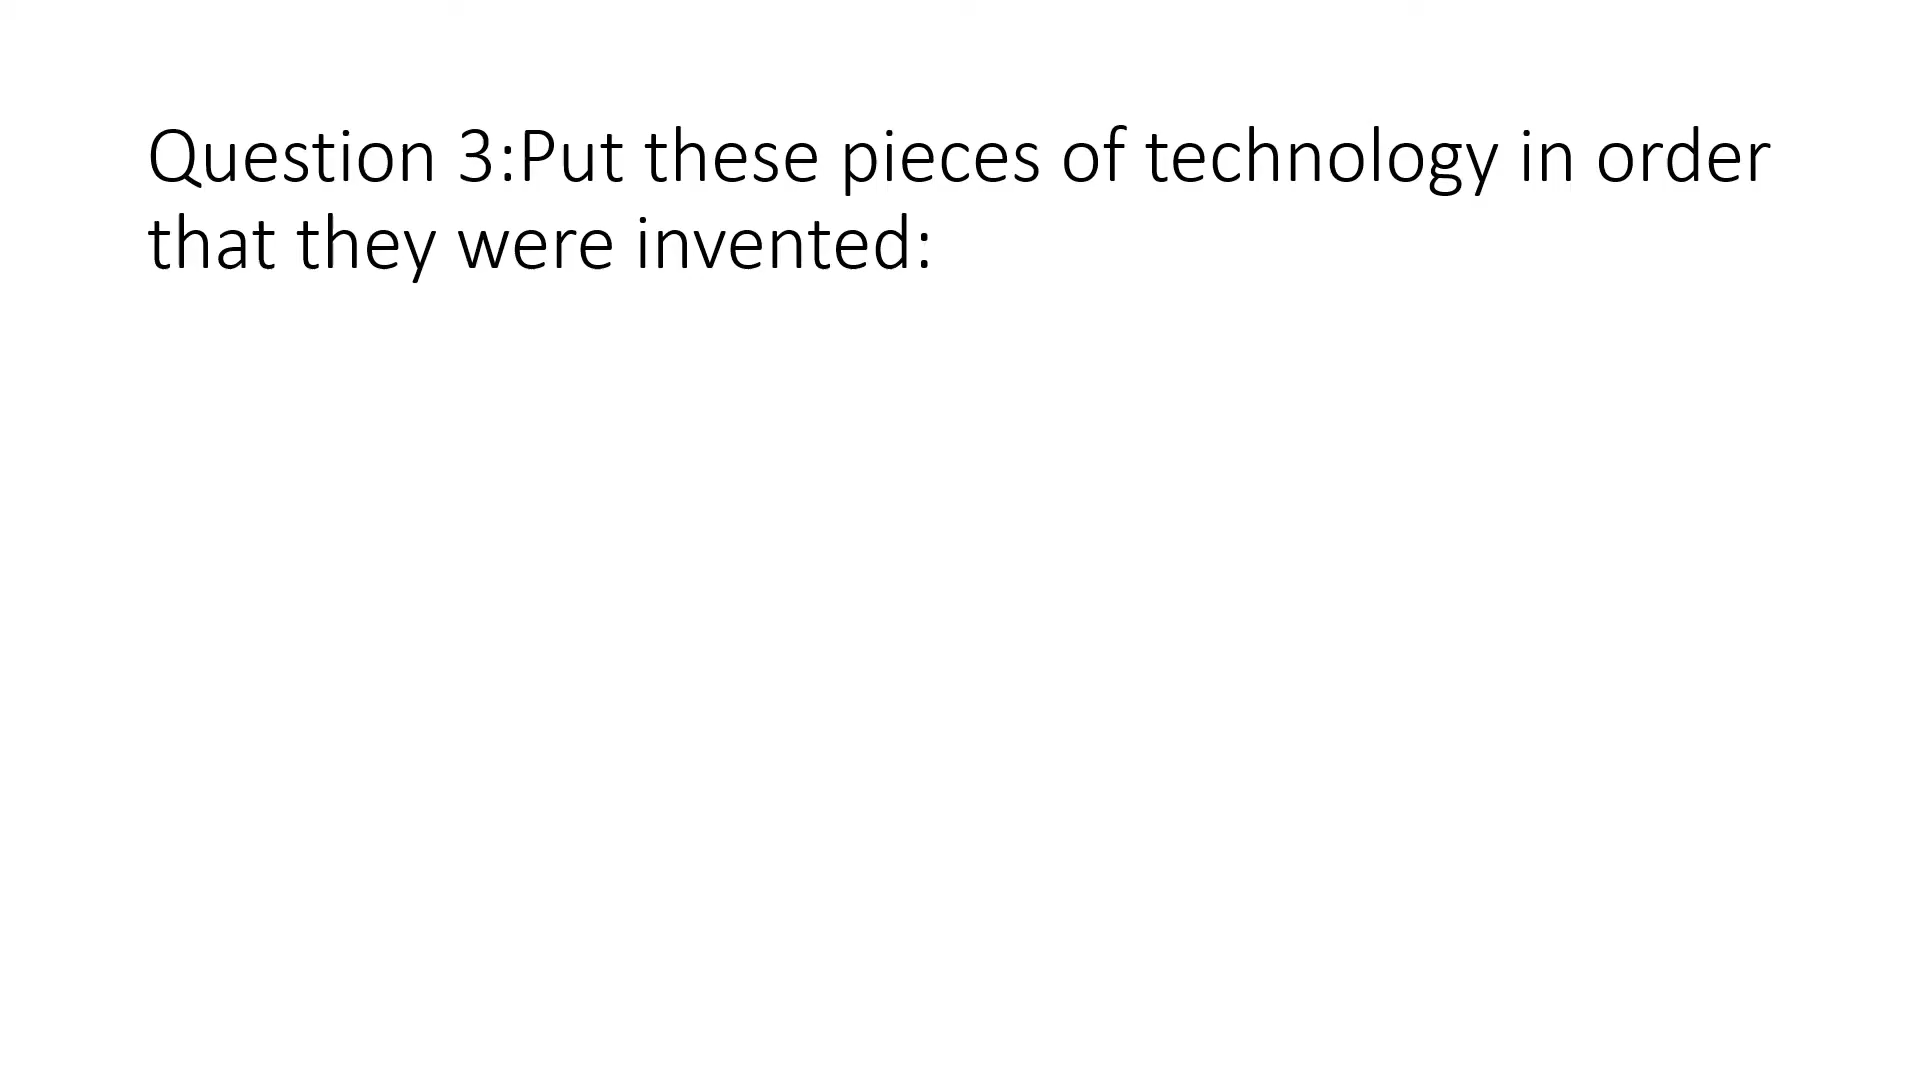 Question 3:Put these pieces of technology in order
that they were invented: